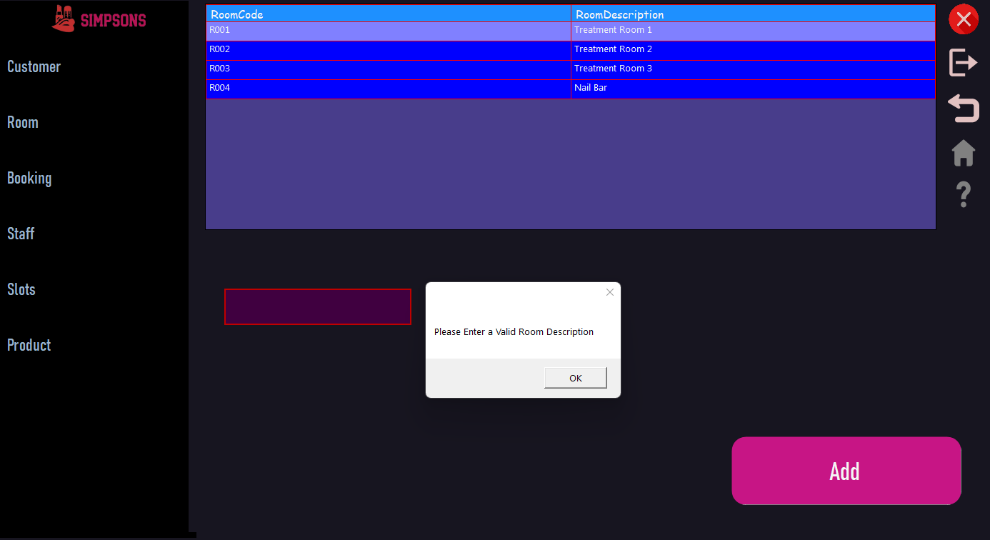 SIMPSONS
Customer
Room
Booking
Staff
Slots
Product
RoomCode RoomDescription
R001 Treatment Room 1
R002 Treatment Room 2
R003 Treatment Room 3
R004 Nail Bar
?
Please Enter a Valid Room Description
OK
Add